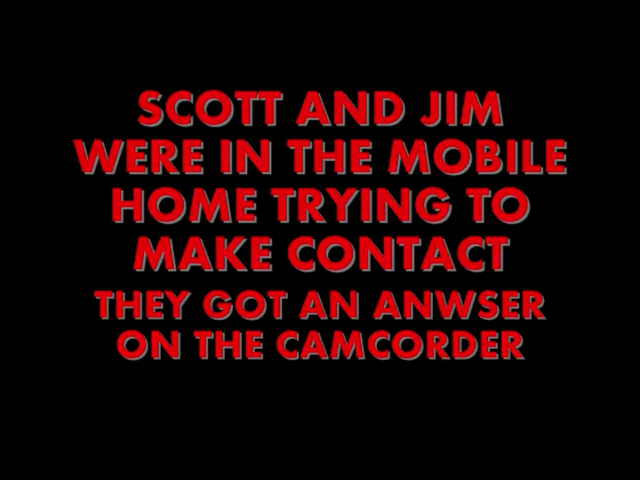 SCOTT AND JIM
WERE IN THE MOBILE
HOME TRYING TO
MAKE CONTACT
THEY GOT AN ANWSER
ON THE CAMCORDER